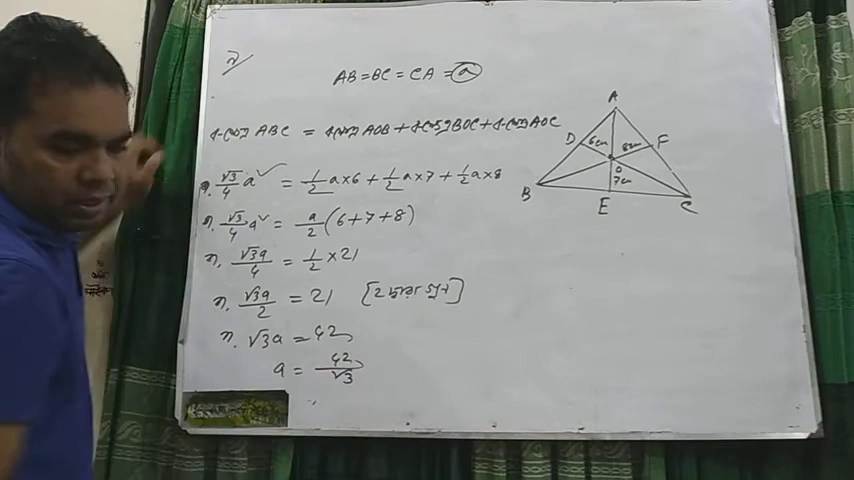 AB = BC = CA = a
ABC = AOB + BOC + AOC
√3/4 a² = 1/2 a×6 + 1/2 a×7 + 1/2 a×8
√3/4 a² = a/2 (6+7+8)
√3a/4 = 1/2 × 21
√3a/2 = 21
√3a = 42
a = 42/√3
A
D 6cm 8cm F
O
7cm
B E C